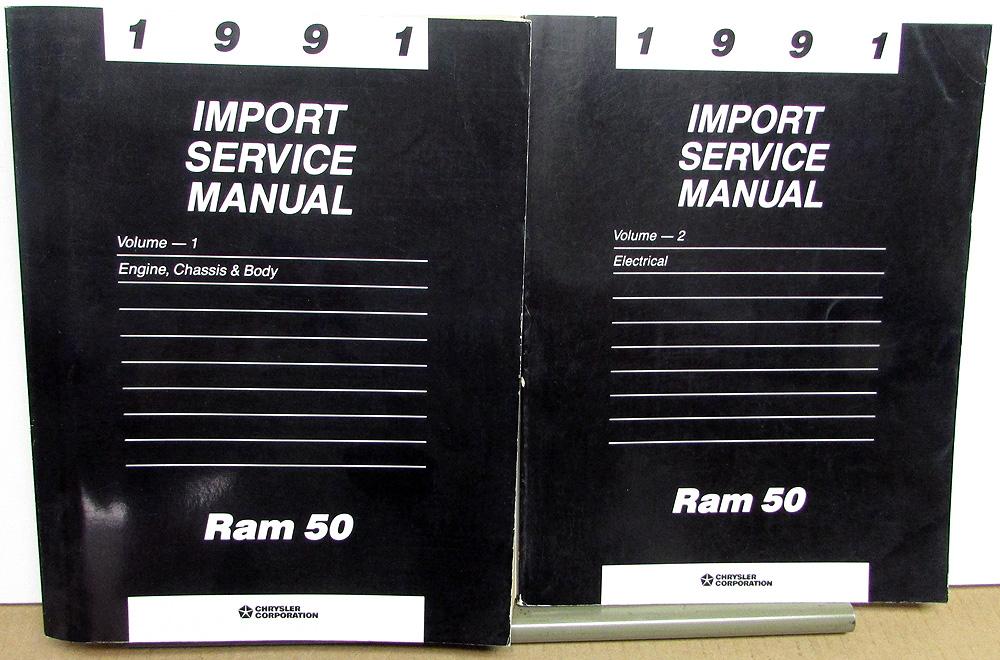 1 9 9 1
IMPORT
SERVICE
MANUAL
Volume — 1
Engine, Chassis & Body
Ram 50
CHRYSLER
CORPORATION
1 9 9 1
IMPORT
SERVICE
MANUAL
Volume — 2
Electrical
Ram 50
CHRYSLER
CORPORATION